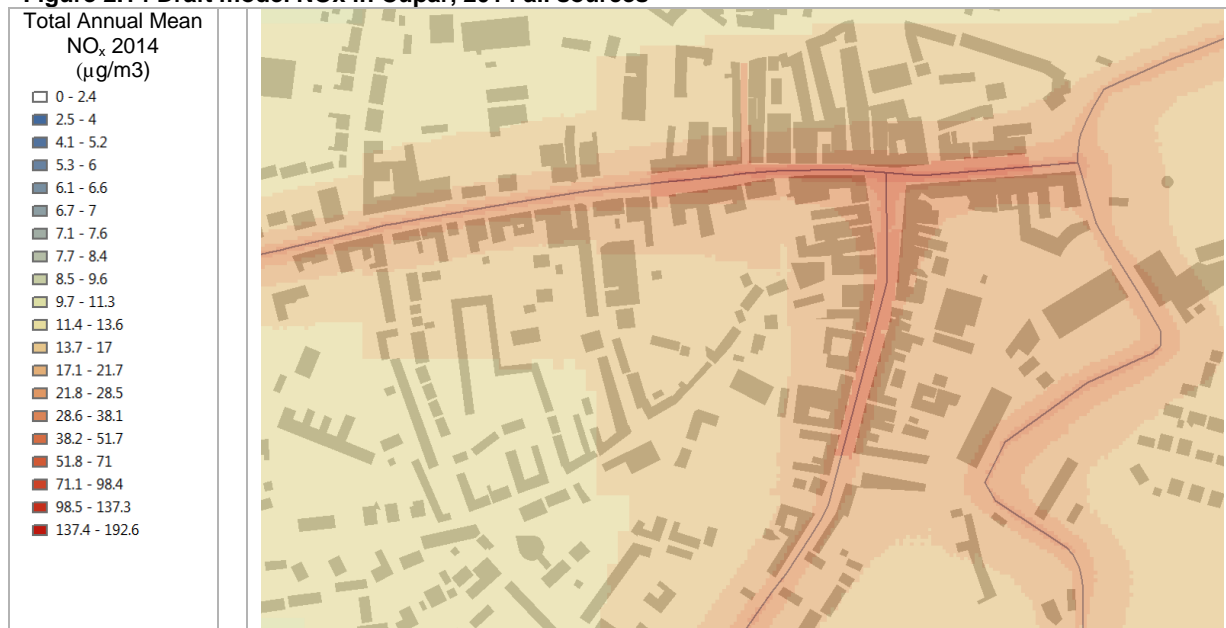 Total Annual Mean
NOx 2014
(µg/m3)
0 - 2.4
2.5 - 4
4.1 - 5.2
5.3 - 6
6.1 - 6.6
6.7 - 7
7.1 - 7.6
7.7 - 8.4
8.5 - 9.6
9.7 - 11.3
11.4 - 13.6
13.7 - 17
17.1 - 21.7
21.8 - 28.5
28.6 - 38.1
38.2 - 51.7
51.8 - 71
71.1 - 98.4
98.5 - 137.3
137.4 - 192.6